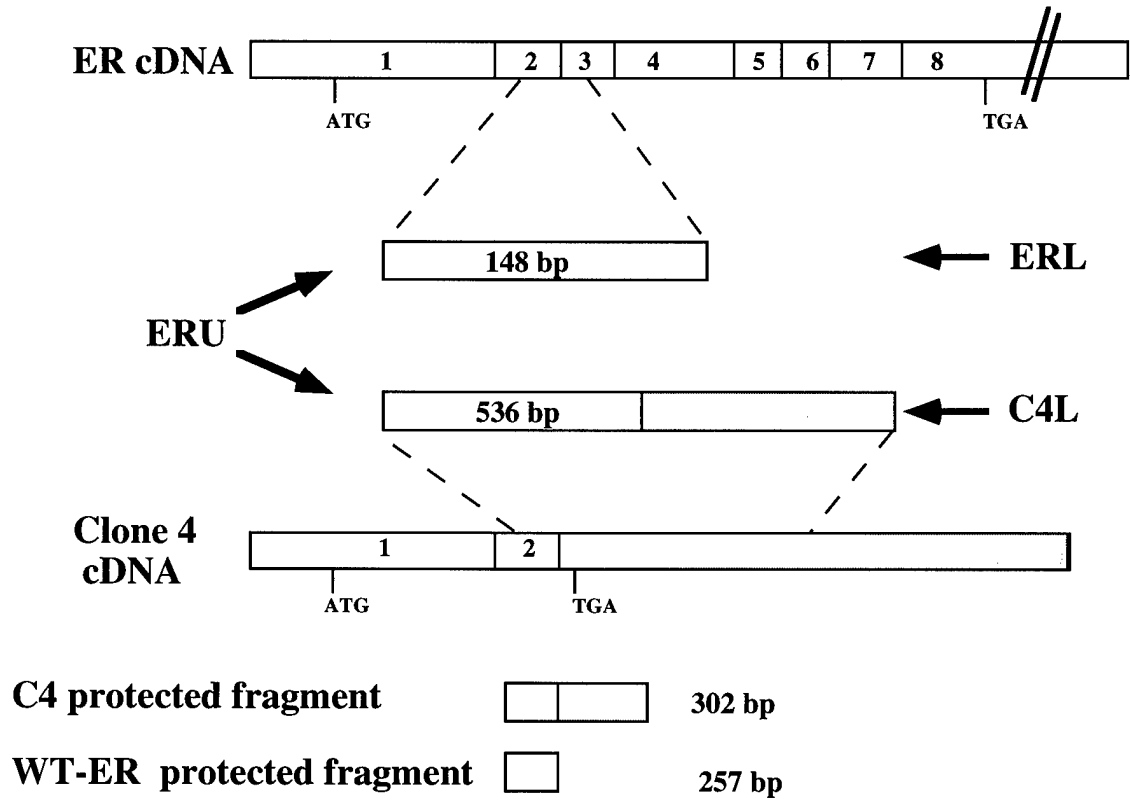 ER cDNA 1 2 3 4 5 6 7 8
ATG TGA
148 bp ERL
ERU
536 bp C4L
Clone 4
cDNA 1 2
ATG TGA
C4 protected fragment 302 bp
WT-ER protected fragment 257 bp